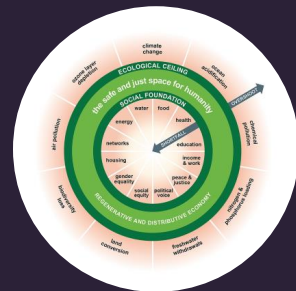 climate
change
ocean
acidification
chemical
pollution
nitrogen &
phosphorus loading
freshwater
withdrawals
land
conversion
biodiversity
loss
air pollution
ozone layer
depletion
ECOLOGICAL CEILING
OVERSHOOT
the safe and just space for humanity
SOCIAL FOUNDATION
water
food
health
education
income
& work
peace &
justice
political
voice
social
equity
gender
equality
housing
networks
energy
SHORTFALL
REGENERATIVE AND DISTRIBUTIVE ECONOMY